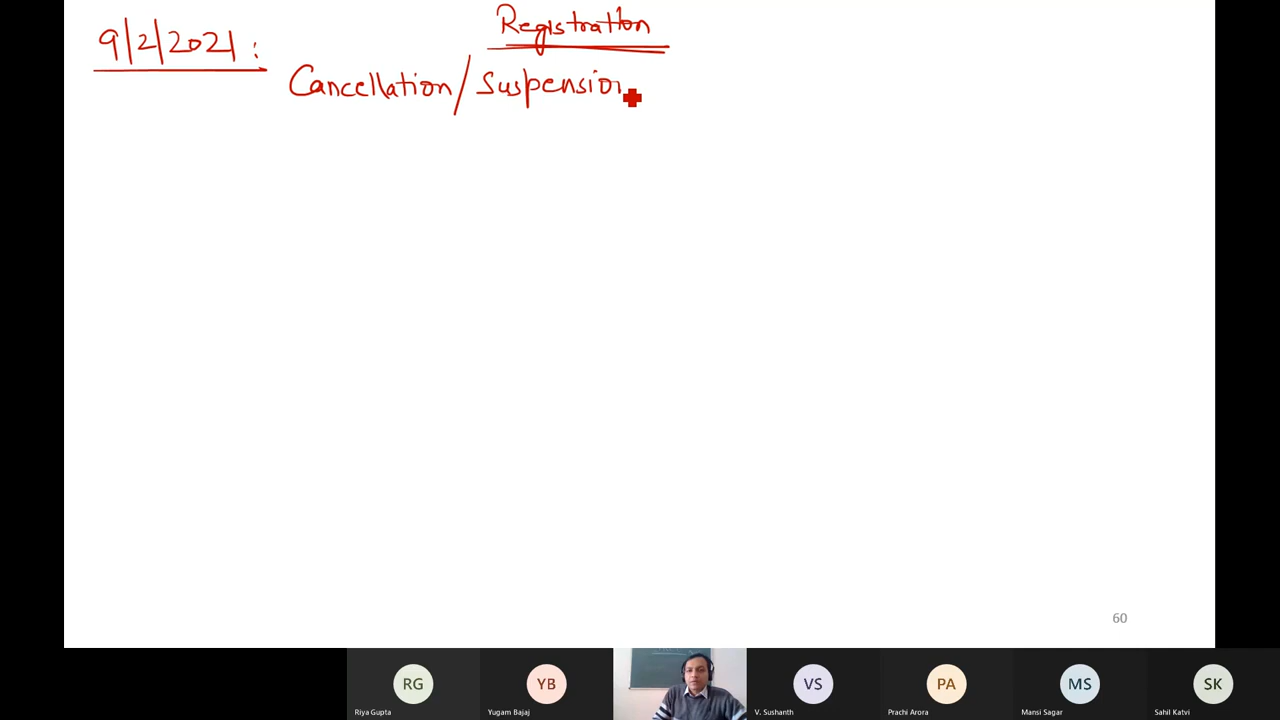 Registration
9/2/2021 :
Cancellation/Suspension
60
RG
YB
VS
PA
MS
SK
Riya Gupta
Yugam Bajaj
V. Sushanth
Prachi Arora
Mansi Sagar
Sahil Katvi